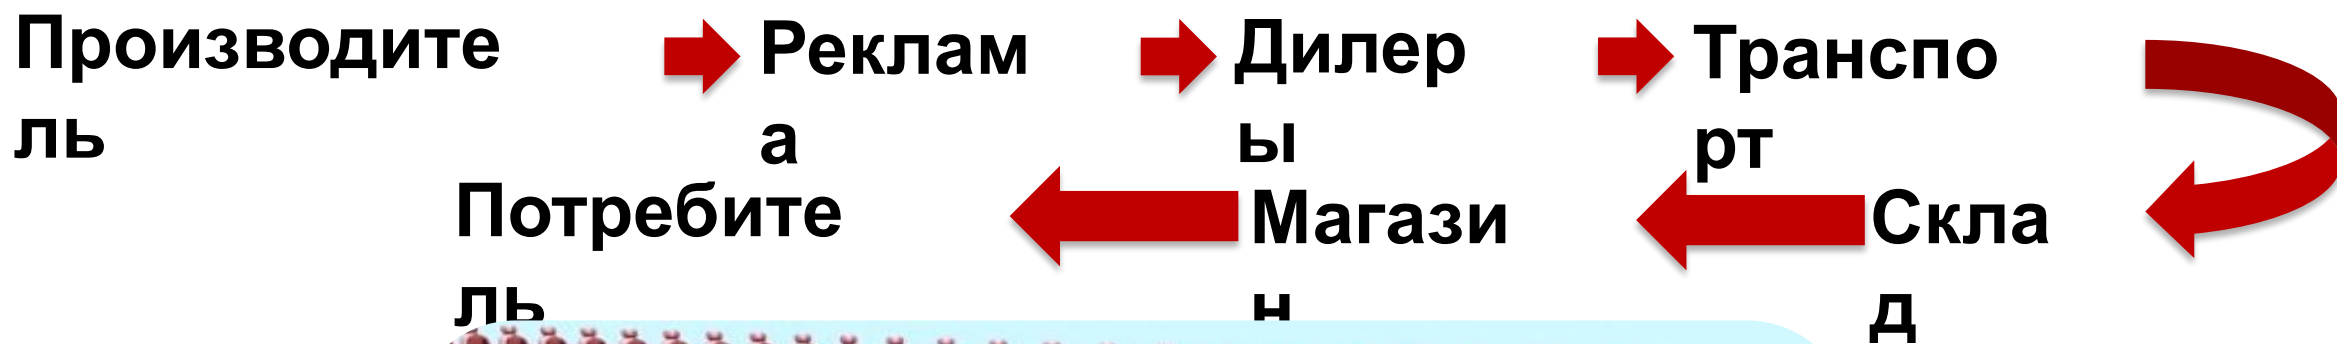 Производите
ль
Реклам
а
Дилер
ы
Транспо
рт
Скла
д
Магази
н
Потребите
ль